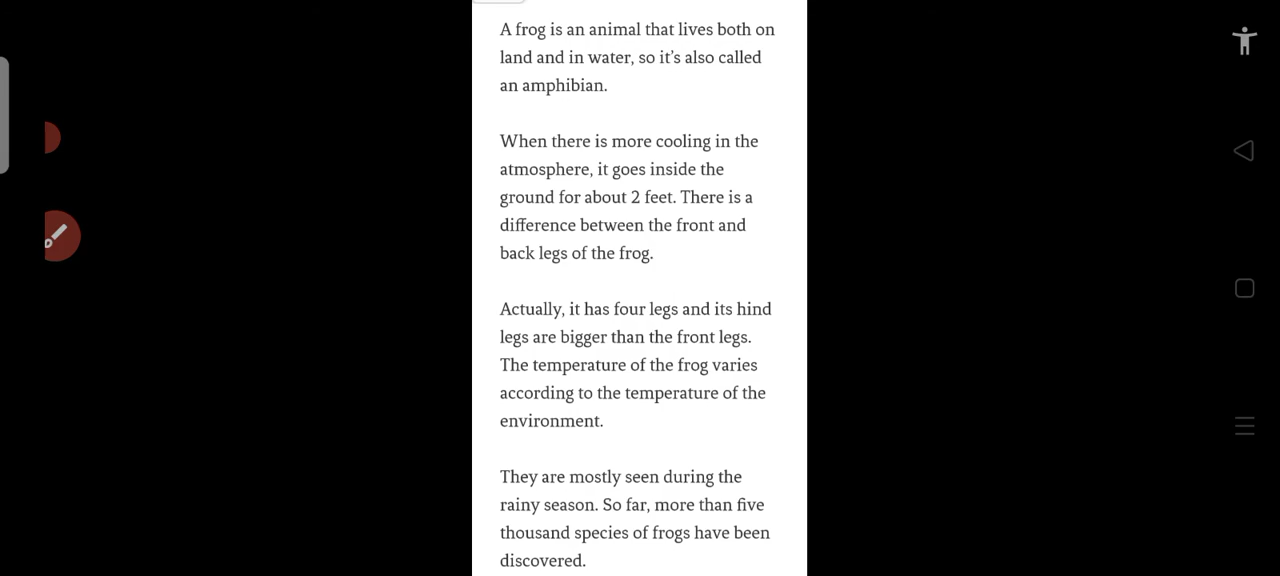 A frog is an animal that lives both on
land and in water, so it’s also called
an amphibian.
When there is more cooling in the
atmosphere, it goes inside the
ground for about 2 feet. There is a
difference between the front and
back legs of the frog.
Actually, it has four legs and its hind
legs are bigger than the front legs.
The temperature of the frog varies
according to the temperature of the
environment.
They are mostly seen during the
rainy season. So far, more than five
thousand species of frogs have been
discovered.